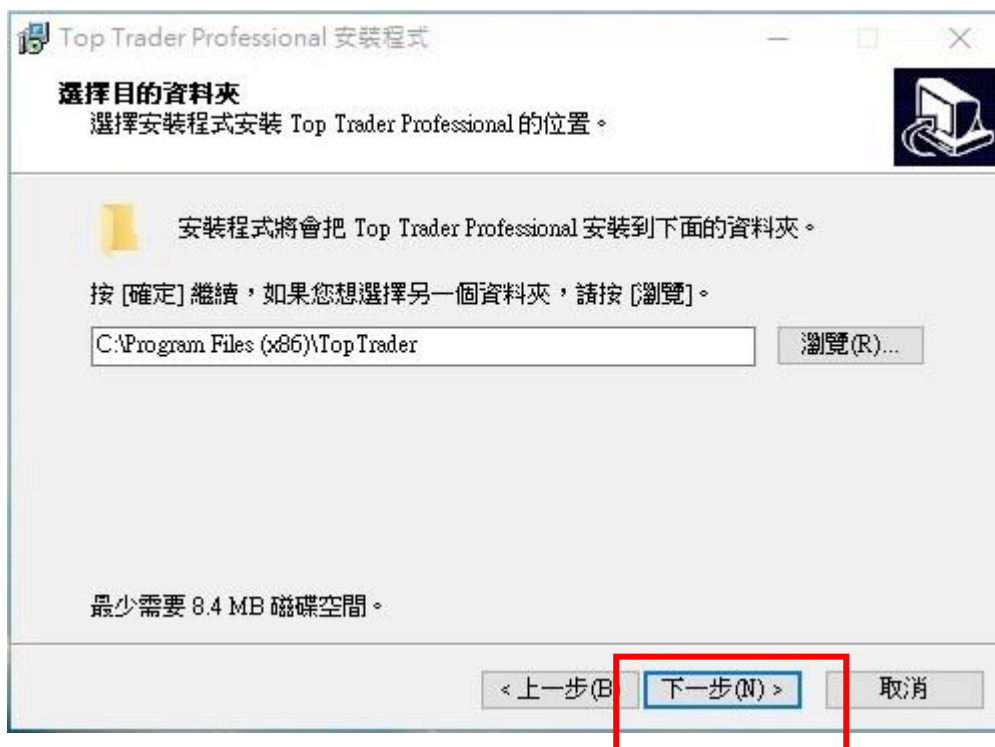 Top Trader Professional 安裝程式
選擇目的資料夾
選擇安裝程式安裝 Top Trader Professional 的位置。
安裝程式將會把 Top Trader Professional 安裝到下面的資料夾。
按 [確定] 繼續，如果您想選擇另一個資料夾，請按 [瀏覽]。
C:\Program Files (x86)\TopTrader
瀏覽(R)...
最少需要 8.4 MB 磁碟空間。
< 上一步(B 下一步(N) > 取消